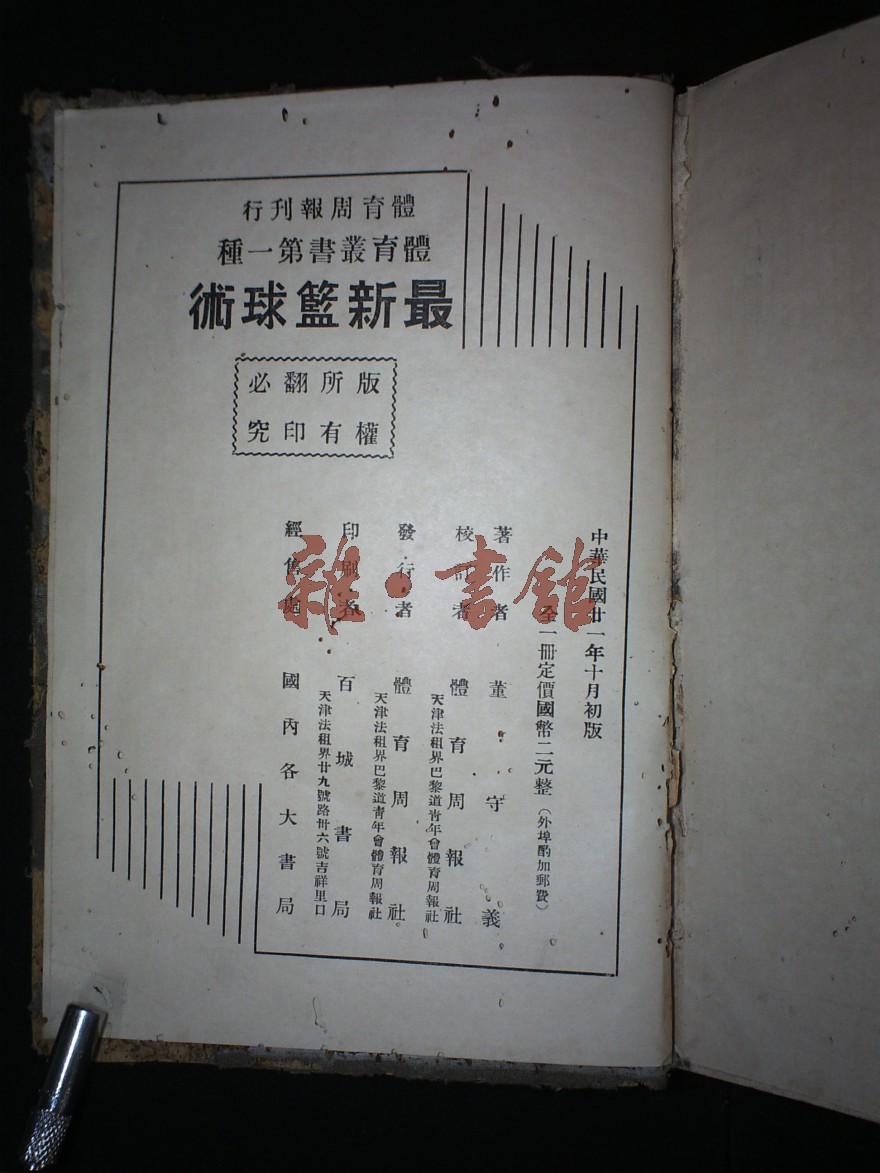 體育周報刊行
體育叢書第一種
最新籃球術
版權
所有
翻印
必究
中華民國廿一年十月初版
全一冊定價國幣二元整（外埠酌加郵費）
著作者 董守義
校訂者 體育周報社
天津法租界巴黎道青年會體育周報社
發行者 體育周報社
天津法租界巴黎道青年會體育周報社
印刷者 百城書局
天津法租界廿九號路卅六號吉祥里口
經售處 國內各大書局
雜·書館